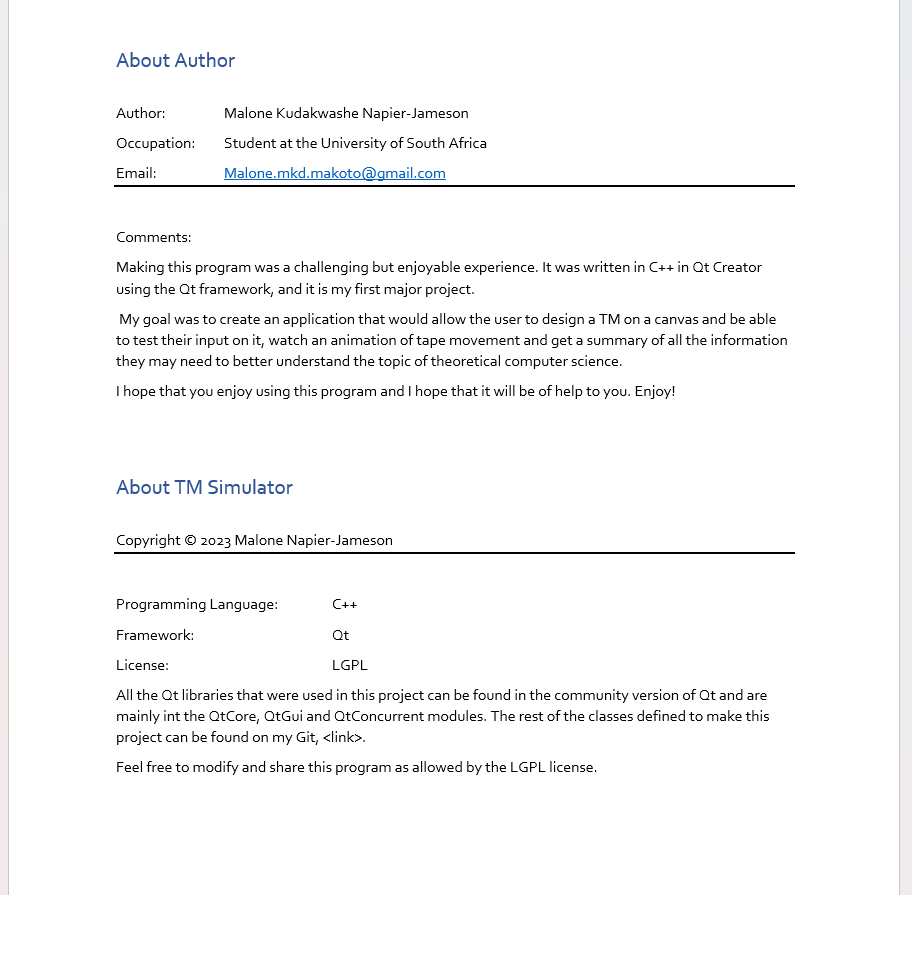 About Author
Author: Malone Kudakwashe Napier-Jameson
Occupation: Student at the University of South Africa
Email: Malone.mkd.makoto@gmail.com
Comments:
Making this program was a challenging but enjoyable experience. It was written in C++ in Qt Creator
using the Qt framework, and it is my first major project.
My goal was to create an application that would allow the user to design a TM on a canvas and be able
to test their input on it, watch an animation of tape movement and get a summary of all the information
they may need to better understand the topic of theoretical computer science.
I hope that you enjoy using this program and I hope that it will be of help to you. Enjoy!
About TM Simulator
Copyright © 2023 Malone Napier-Jameson
Programming Language: C++
Framework: Qt
License: LGPL
All the Qt libraries that were used in this project can be found in the community version of Qt and are
mainly int the QtCore, QtGui and QtConcurrent modules. The rest of the classes defined to make this
project can be found on my Git, <link>.
Feel free to modify and share this program as allowed by the LGPL license.